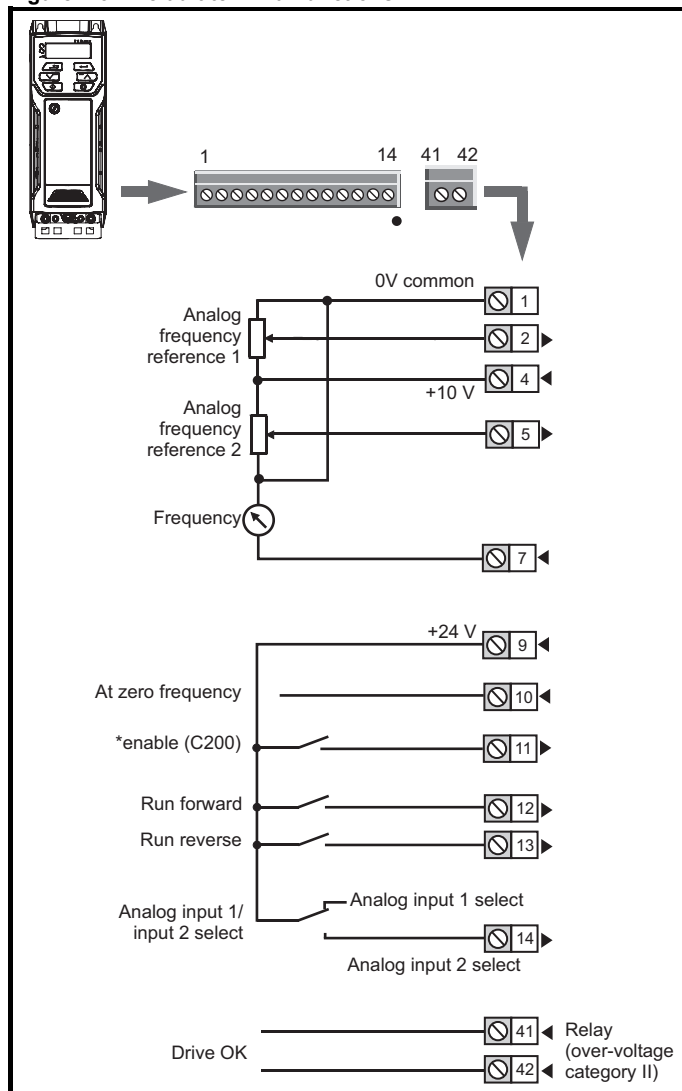 1 14 41 42
0V common
1
Analog
frequency
reference 1
2
4
+10 V
Analog
frequency
reference 2
5
Frequency
7
+24 V
9
At zero frequency
10
*enable (C200)
11
Run forward
12
Run reverse
13
Analog input 1/
input 2 select
Analog input 1 select
14
Analog input 2 select
Drive OK
41
42
Relay
(over-voltage
category II)